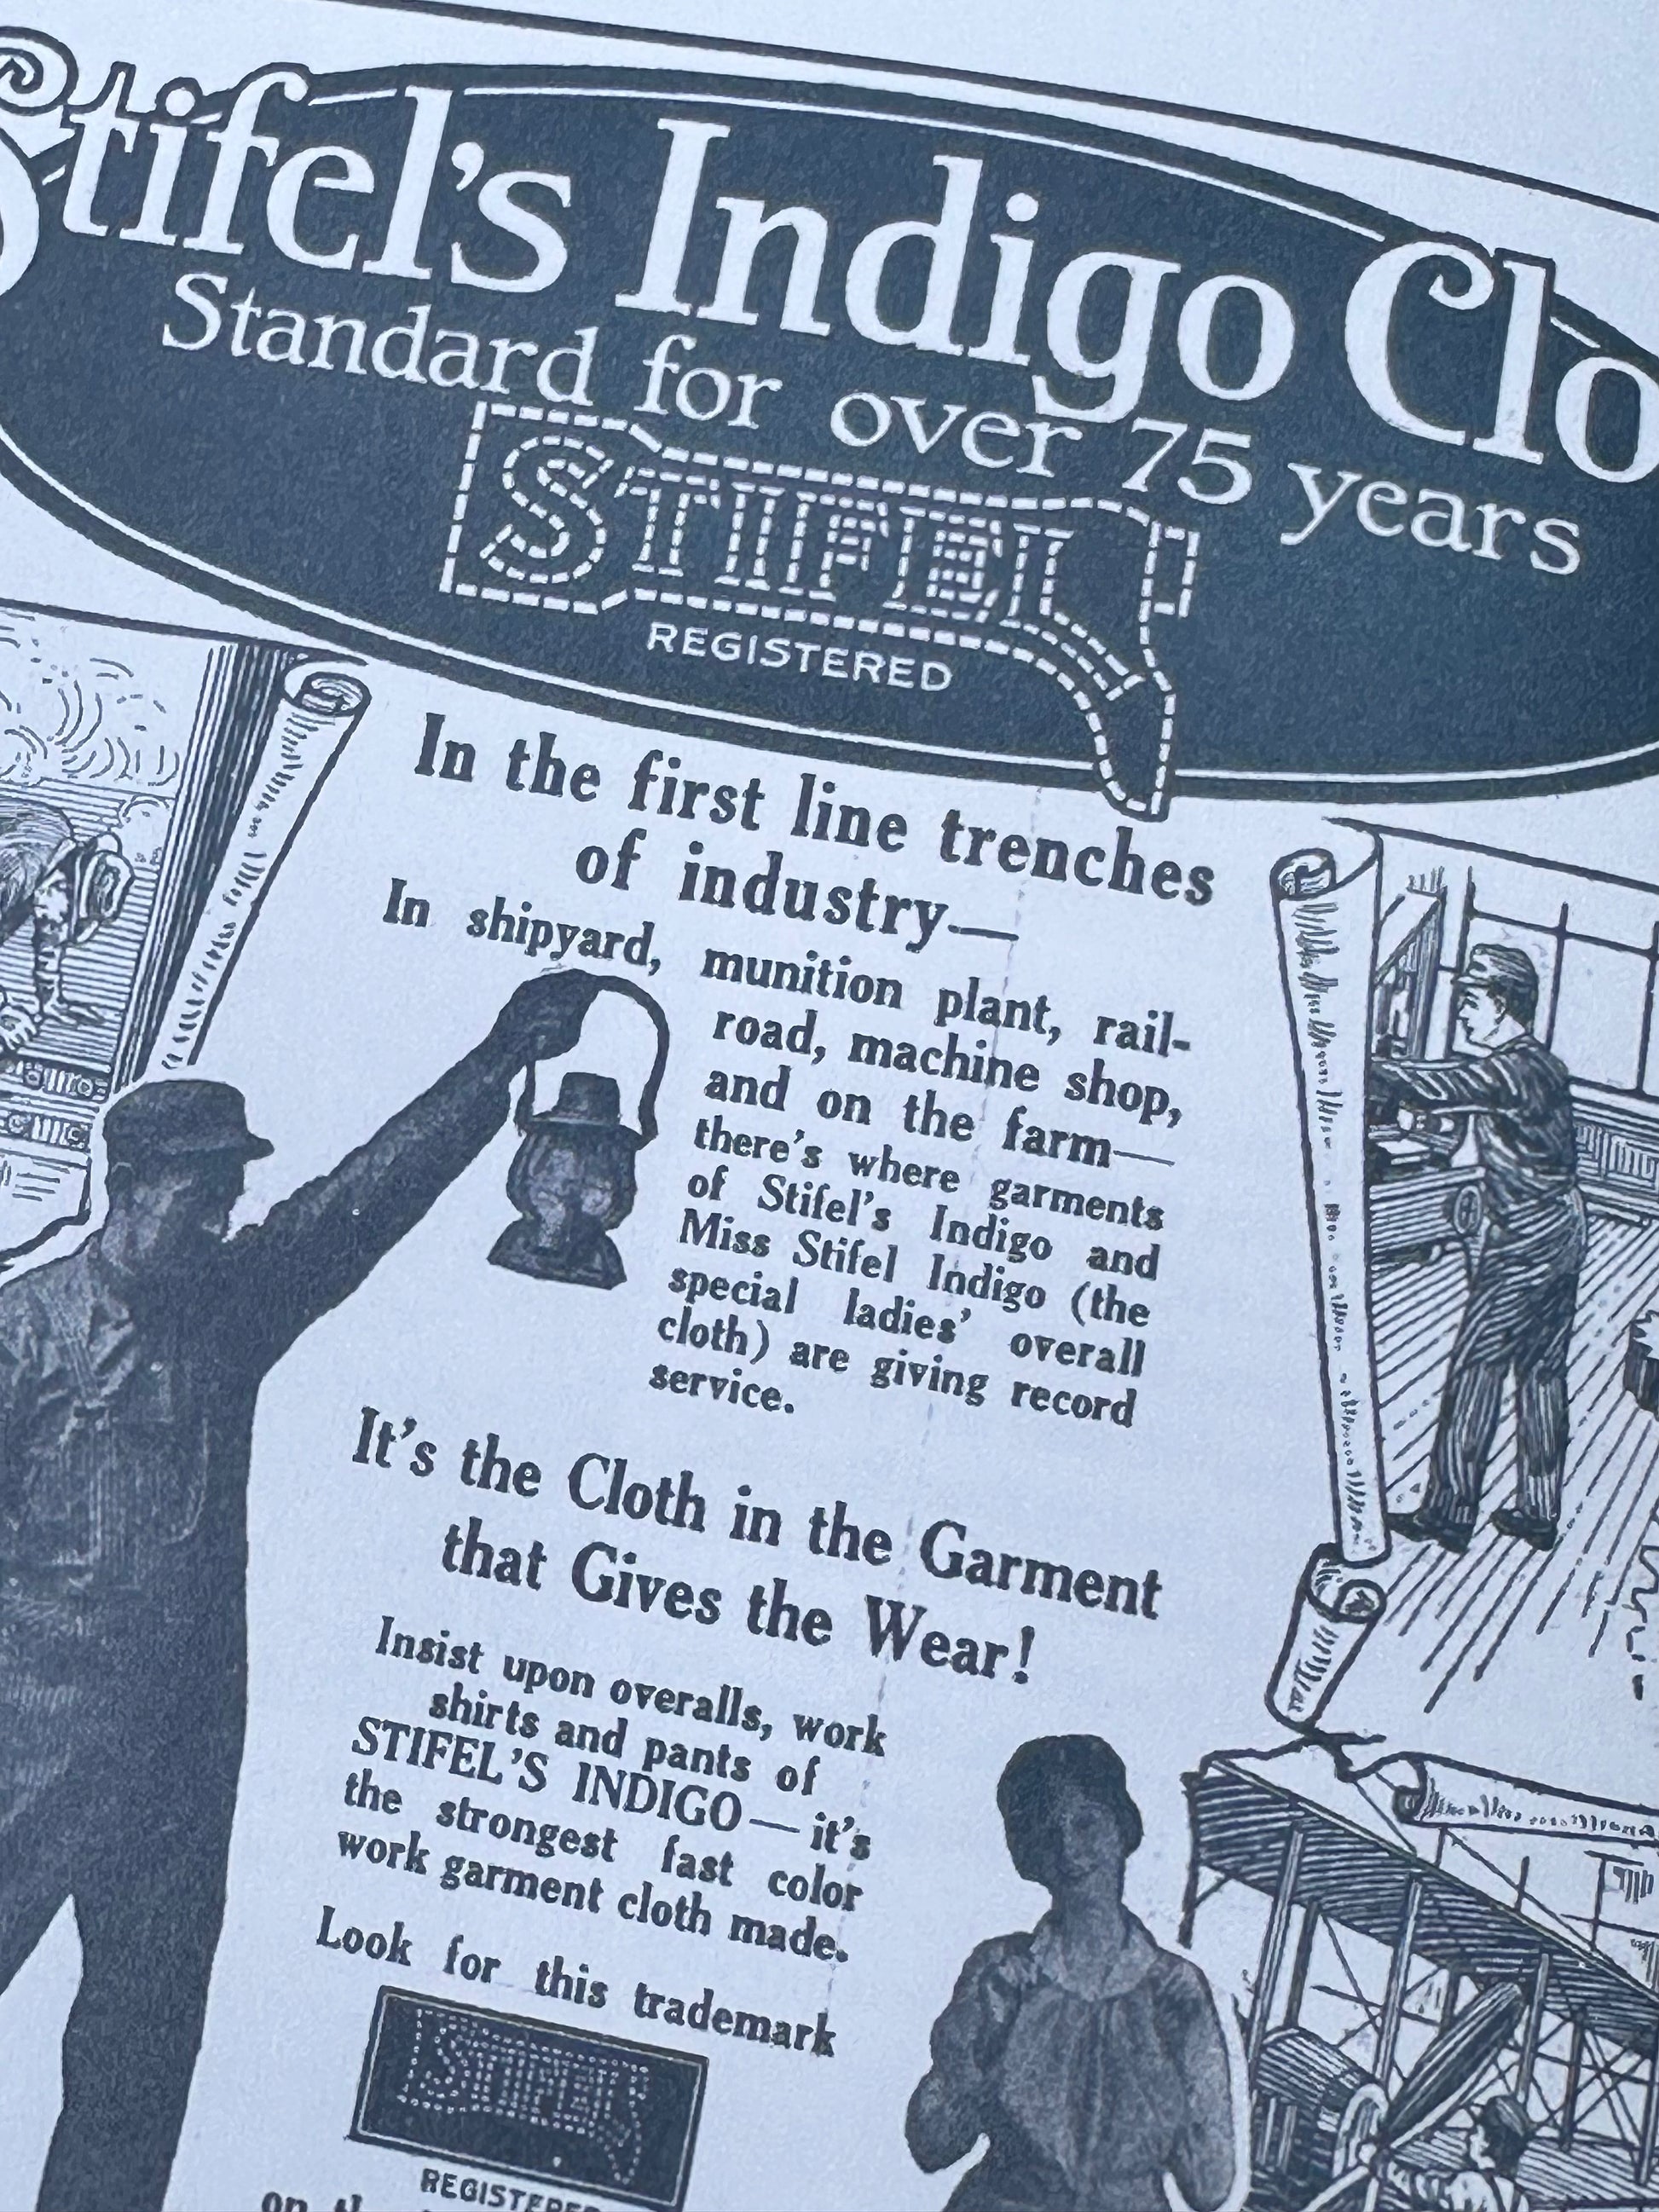 Stifel's Indigo Clo
Standard for over 75 years
STIFEL
REGISTERED
In the first line trenches
of industry—
In shipyard, munition plant, rail-
road, machine shop,
and on the farm—
there's where garments
of Stifel's Indigo and
Miss Stifel Indigo (the
special ladies' overall
cloth) are giving record
service.
It's the Cloth in the Garment
that Gives the Wear!
Insist upon overalls, work
shirts and pants of
STIFEL'S INDIGO—it's
the strongest fast color
work garment cloth made.
Look for this trademark
STIFEL
REGISTERED
on